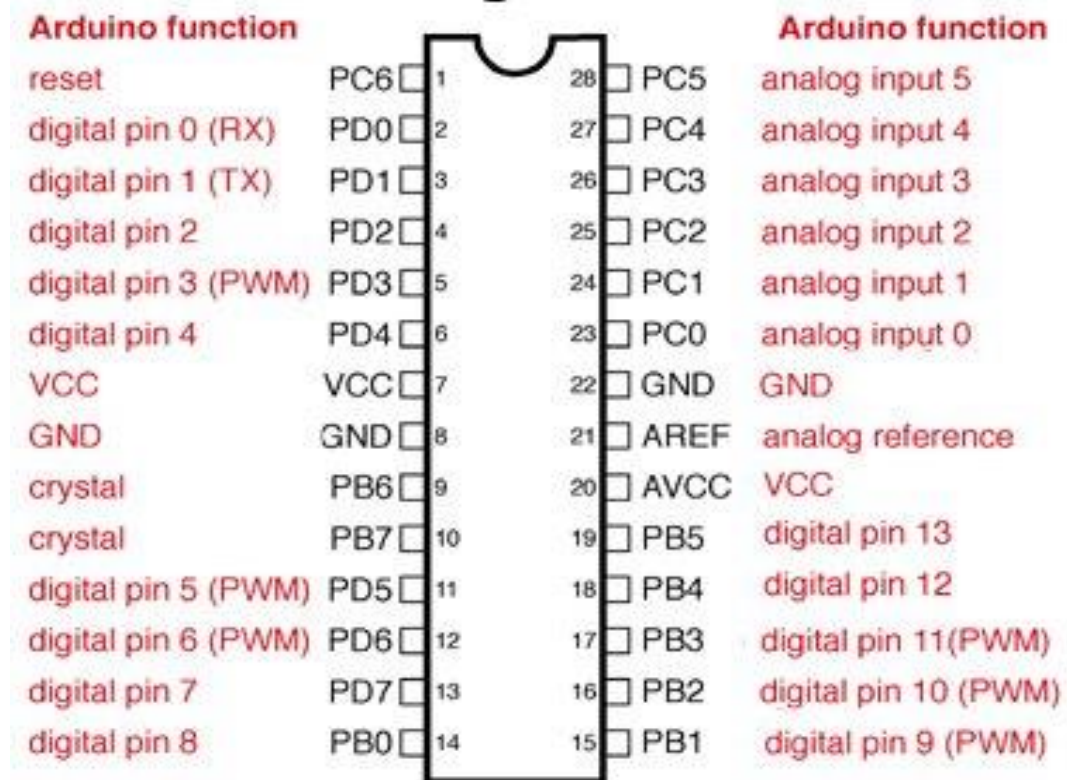 Arduino function Arduino function
reset PC6 1 28 PC5 analog input 5
digital pin 0 (RX) PD0 2 27 PC4 analog input 4
digital pin 1 (TX) PD1 3 26 PC3 analog input 3
digital pin 2 PD2 4 25 PC2 analog input 2
digital pin 3 (PWM) PD3 5 24 PC1 analog input 1
digital pin 4 PD4 6 23 PC0 analog input 0
VCC VCC 7 22 GND GND
GND GND 8 21 AREF analog reference
crystal PB6 9 20 AVCC VCC
crystal PB7 10 19 PB5 digital pin 13
digital pin 5 (PWM) PD5 11 18 PB4 digital pin 12
digital pin 6 (PWM) PD6 12 17 PB3 digital pin 11(PWM)
digital pin 7 PD7 13 16 PB2 digital pin 10 (PWM)
digital pin 8 PB0 14 15 PB1 digital pin 9 (PWM)